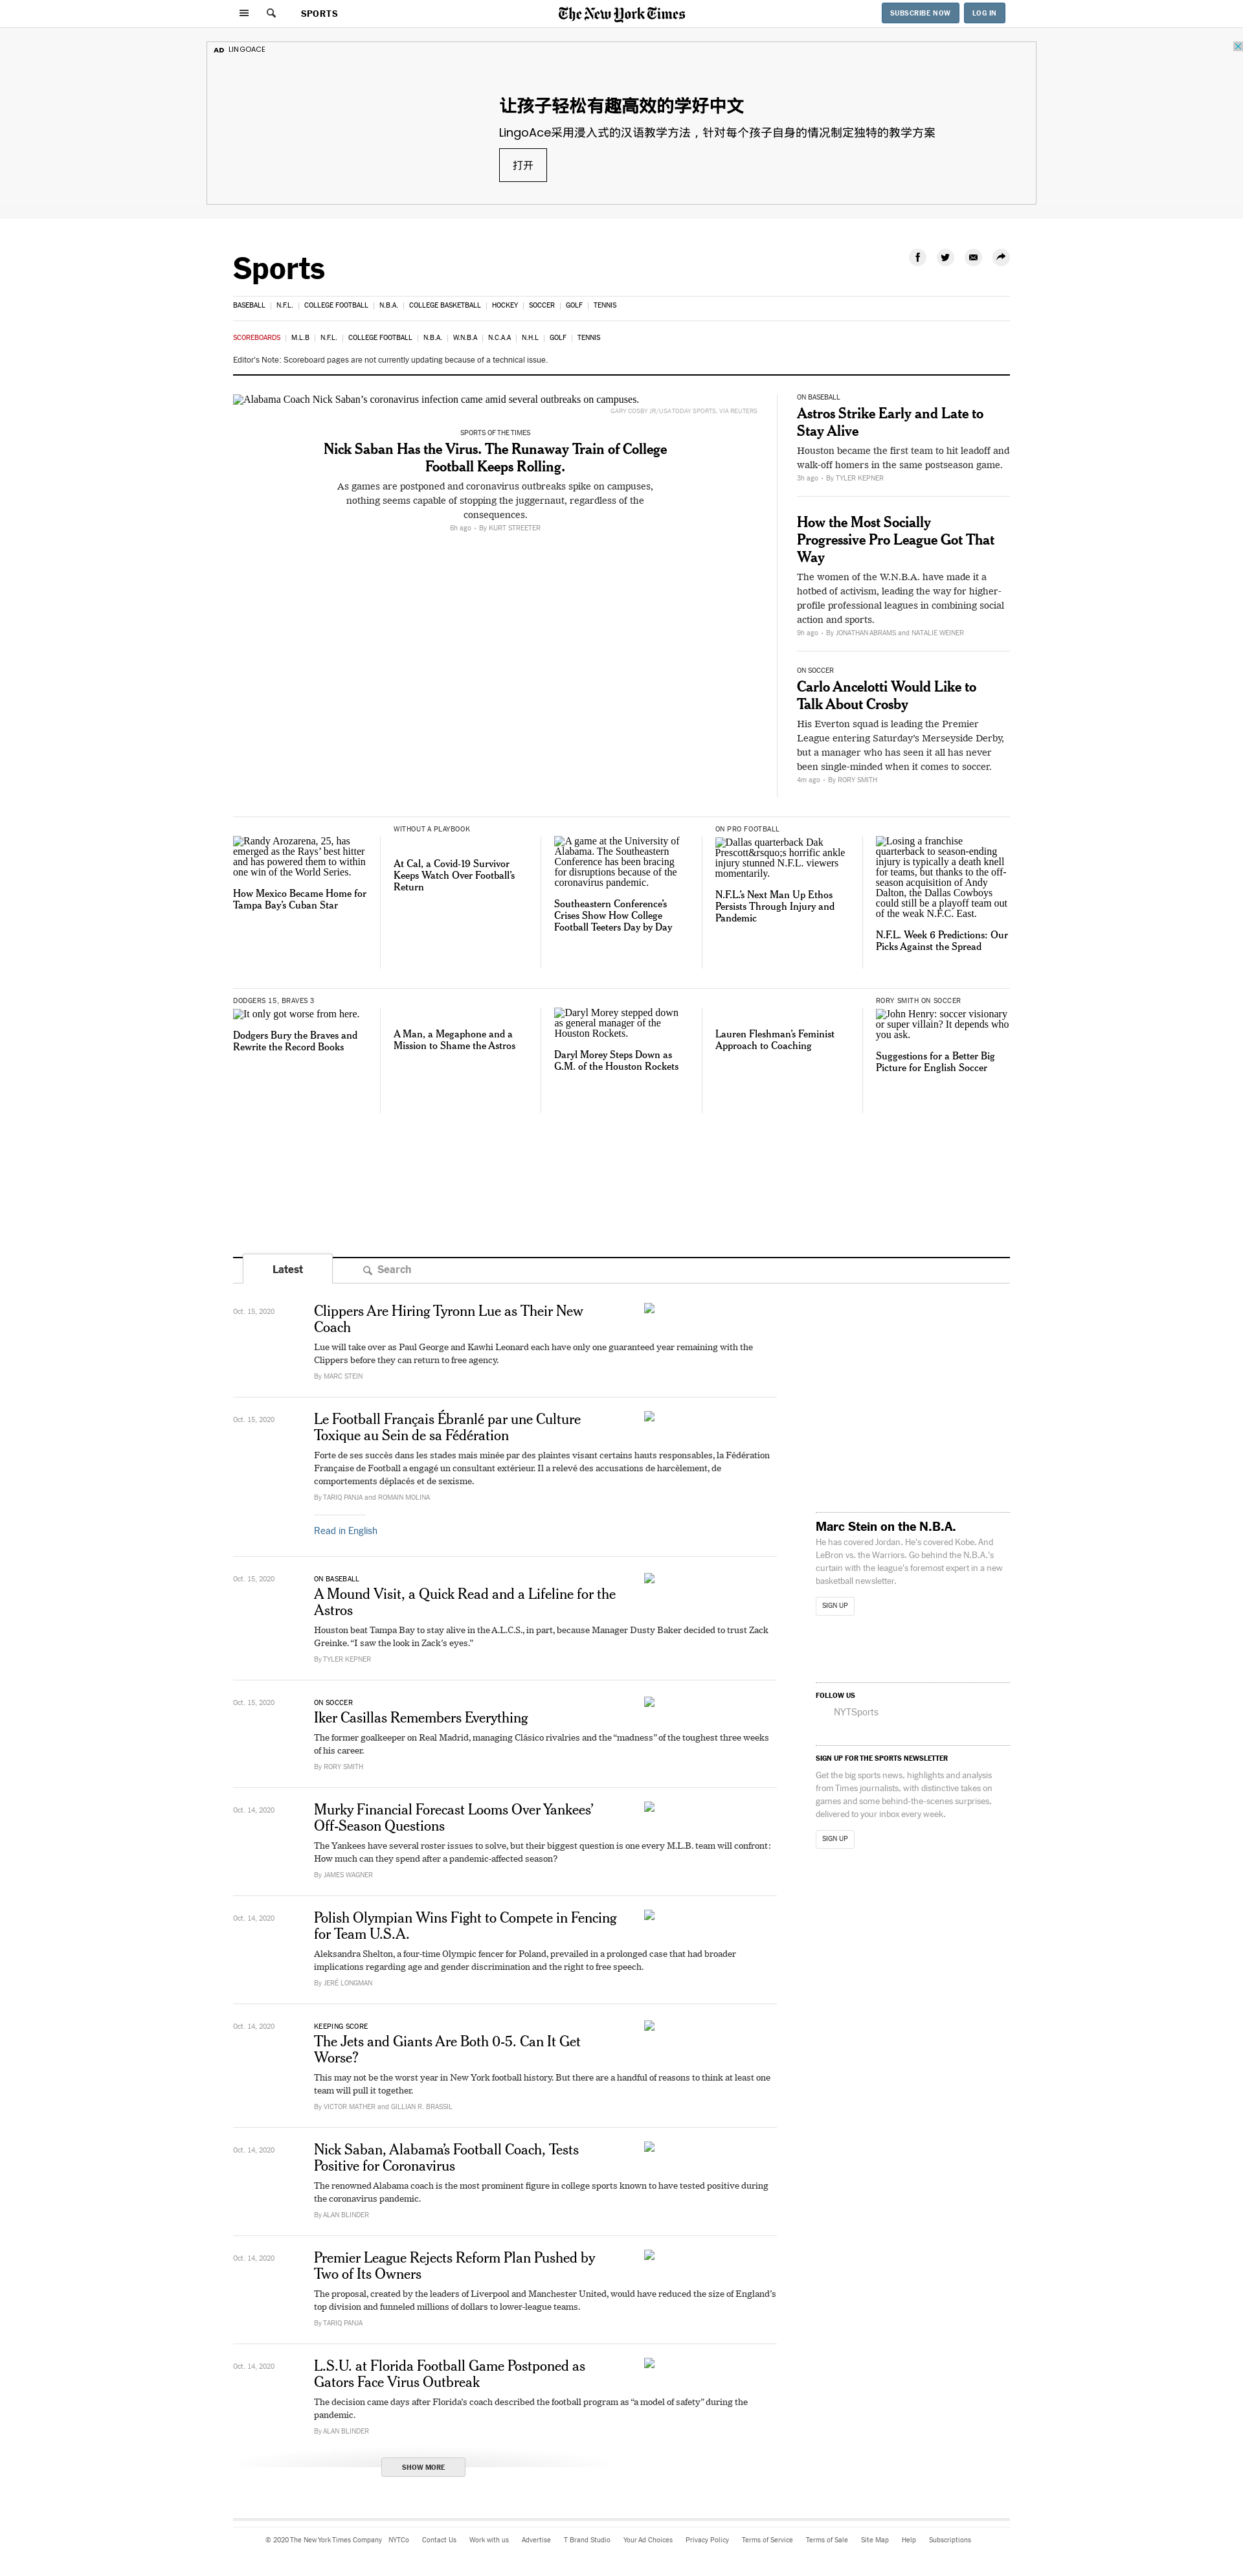 SPORTS
The New York Times
SUBSCRIBE NOW
LOG IN
AD LINGOACE
让孩子轻松有趣高效的学好中文
LingoAce采用浸入式的汉语教学方法，针对每个孩子自身的情况制定独特的教学方案
打开
Sports
BASEBALL | N.F.L. | COLLEGE FOOTBALL | N.B.A. | COLLEGE BASKETBALL | HOCKEY | SOCCER | GOLF | TENNIS
SCOREBOARDS | M.L.B | N.F.L. | COLLEGE FOOTBALL | N.B.A. | W.N.B.A | N.C.A.A | N.H.L | GOLF | TENNIS
Editor's Note: Scoreboard pages are not currently updating because of a technical issue.
Alabama Coach Nick Saban’s coronavirus infection came amid several outbreaks on campuses.
GARY COSBY JR/USA TODAY SPORTS, VIA REUTERS
SPORTS OF THE TIMES
Nick Saban Has the Virus. The Runaway Train of College
Football Keeps Rolling.
As games are postponed and coronavirus outbreaks spike on campuses,
nothing seems capable of stopping the juggernaut, regardless of the
consequences.
6h ago • By KURT STREETER
ON BASEBALL
Astros Strike Early and Late to
Stay Alive
Houston became the first team to hit leadoff and
walk-off homers in the same postseason game.
3h ago • By TYLER KEPNER
How the Most Socially
Progressive Pro League Got That
Way
The women of the W.N.B.A. have made it a
hotbed of activism, leading the way for higher-
profile professional leagues in combining social
action and sports.
9h ago • By JONATHAN ABRAMS and NATALIE WEINER
ON SOCCER
Carlo Ancelotti Would Like to
Talk About Crosby
His Everton squad is leading the Premier
League entering Saturday’s Merseyside Derby,
but a manager who has seen it all has never
been single-minded when it comes to soccer.
4m ago • By RORY SMITH
Randy Arozarena, 25, has
emerged as the Rays’ best hitter
and has powered them to within
one win of the World Series.
How Mexico Became Home for
Tampa Bay’s Cuban Star
WITHOUT A PLAYBOOK
At Cal, a Covid-19 Survivor
Keeps Watch Over Football’s
Return
A game at the University of
Alabama. The Southeastern
Conference has been bracing
for disruptions because of the
coronavirus pandemic.
Southeastern Conference’s
Crises Show How College
Football Teeters Day by Day
ON PRO FOOTBALL
Dallas quarterback Dak
Prescott&rsquo;s horrific ankle
injury stunned N.F.L. viewers
momentarily.
N.F.L.’s Next Man Up Ethos
Persists Through Injury and
Pandemic
Losing a franchise
quarterback to season-ending
injury is typically a death knell
for teams, but thanks to the off-
season acquisition of Andy
Dalton, the Dallas Cowboys
could still be a playoff team out
of the weak N.F.C. East.
N.F.L. Week 6 Predictions: Our
Picks Against the Spread
DODGERS 15, BRAVES 3
It only got worse from here.
Dodgers Bury the Braves and
Rewrite the Record Books
A Man, a Megaphone and a
Mission to Shame the Astros
Daryl Morey stepped down
as general manager of the
Houston Rockets.
Daryl Morey Steps Down as
G.M. of the Houston Rockets
Lauren Fleshman’s Feminist
Approach to Coaching
RORY SMITH ON SOCCER
John Henry: soccer visionary
or super villain? It depends who
you ask.
Suggestions for a Better Big
Picture for English Soccer
Latest
Search
Oct. 15, 2020
Clippers Are Hiring Tyronn Lue as Their New
Coach
Lue will take over as Paul George and Kawhi Leonard each have only one guaranteed year remaining with the
Clippers before they can return to free agency.
By MARC STEIN
Oct. 15, 2020
Le Football Français Ébranlé par une Culture
Toxique au Sein de sa Fédération
Forte de ses succès dans les stades mais minée par des plaintes visant certains hauts responsables, la Fédération
Française de Football a engagé un consultant extérieur. Il a relevé des accusations de harcèlement, de
comportements déplacés et de sexisme.
By TARIQ PANJA and ROMAIN MOLINA
Read in English
Oct. 15, 2020
ON BASEBALL
A Mound Visit, a Quick Read and a Lifeline for the
Astros
Houston beat Tampa Bay to stay alive in the A.L.C.S., in part, because Manager Dusty Baker decided to trust Zack
Greinke. “I saw the look in Zack’s eyes.”
By TYLER KEPNER
Oct. 15, 2020
ON SOCCER
Iker Casillas Remembers Everything
The former goalkeeper on Real Madrid, managing Clásico rivalries and the “madness” of the toughest three weeks
of his career.
By RORY SMITH
Oct. 14, 2020
Murky Financial Forecast Looms Over Yankees’
Off-Season Questions
The Yankees have several roster issues to solve, but their biggest question is one every M.L.B. team will confront:
How much can they spend after a pandemic-affected season?
By JAMES WAGNER
Oct. 14, 2020
Polish Olympian Wins Fight to Compete in Fencing
for Team U.S.A.
Aleksandra Shelton, a four-time Olympic fencer for Poland, prevailed in a prolonged case that had broader
implications regarding age and gender discrimination and the right to free speech.
By JERÉ LONGMAN
Oct. 14, 2020
KEEPING SCORE
The Jets and Giants Are Both 0-5. Can It Get
Worse?
This may not be the worst year in New York football history. But there are a handful of reasons to think at least one
team will pull it together.
By VICTOR MATHER and GILLIAN R. BRASSIL
Oct. 14, 2020
Nick Saban, Alabama’s Football Coach, Tests
Positive for Coronavirus
The renowned Alabama coach is the most prominent figure in college sports known to have tested positive during
the coronavirus pandemic.
By ALAN BLINDER
Oct. 14, 2020
Premier League Rejects Reform Plan Pushed by
Two of Its Owners
The proposal, created by the leaders of Liverpool and Manchester United, would have reduced the size of England’s
top division and funneled millions of dollars to lower-league teams.
By TARIQ PANJA
Oct. 14, 2020
L.S.U. at Florida Football Game Postponed as
Gators Face Virus Outbreak
The decision came days after Florida’s coach described the football program as “a model of safety” during the
pandemic.
By ALAN BLINDER
SHOW MORE
Marc Stein on the N.B.A.
He has covered Jordan. He's covered Kobe. And
LeBron vs. the Warriors. Go behind the N.B.A.'s
curtain with the league's foremost expert in a new
basketball newsletter.
SIGN UP
FOLLOW US
NYTSports
SIGN UP FOR THE SPORTS NEWSLETTER
Get the big sports news, highlights and analysis
from Times journalists, with distinctive takes on
games and some behind-the-scenes surprises,
delivered to your inbox every week.
SIGN UP
© 2020 The New York Times Company NYTCo Contact Us Work with us Advertise T Brand Studio Your Ad Choices Privacy Policy Terms of Service Terms of Sale Site Map Help Subscriptions